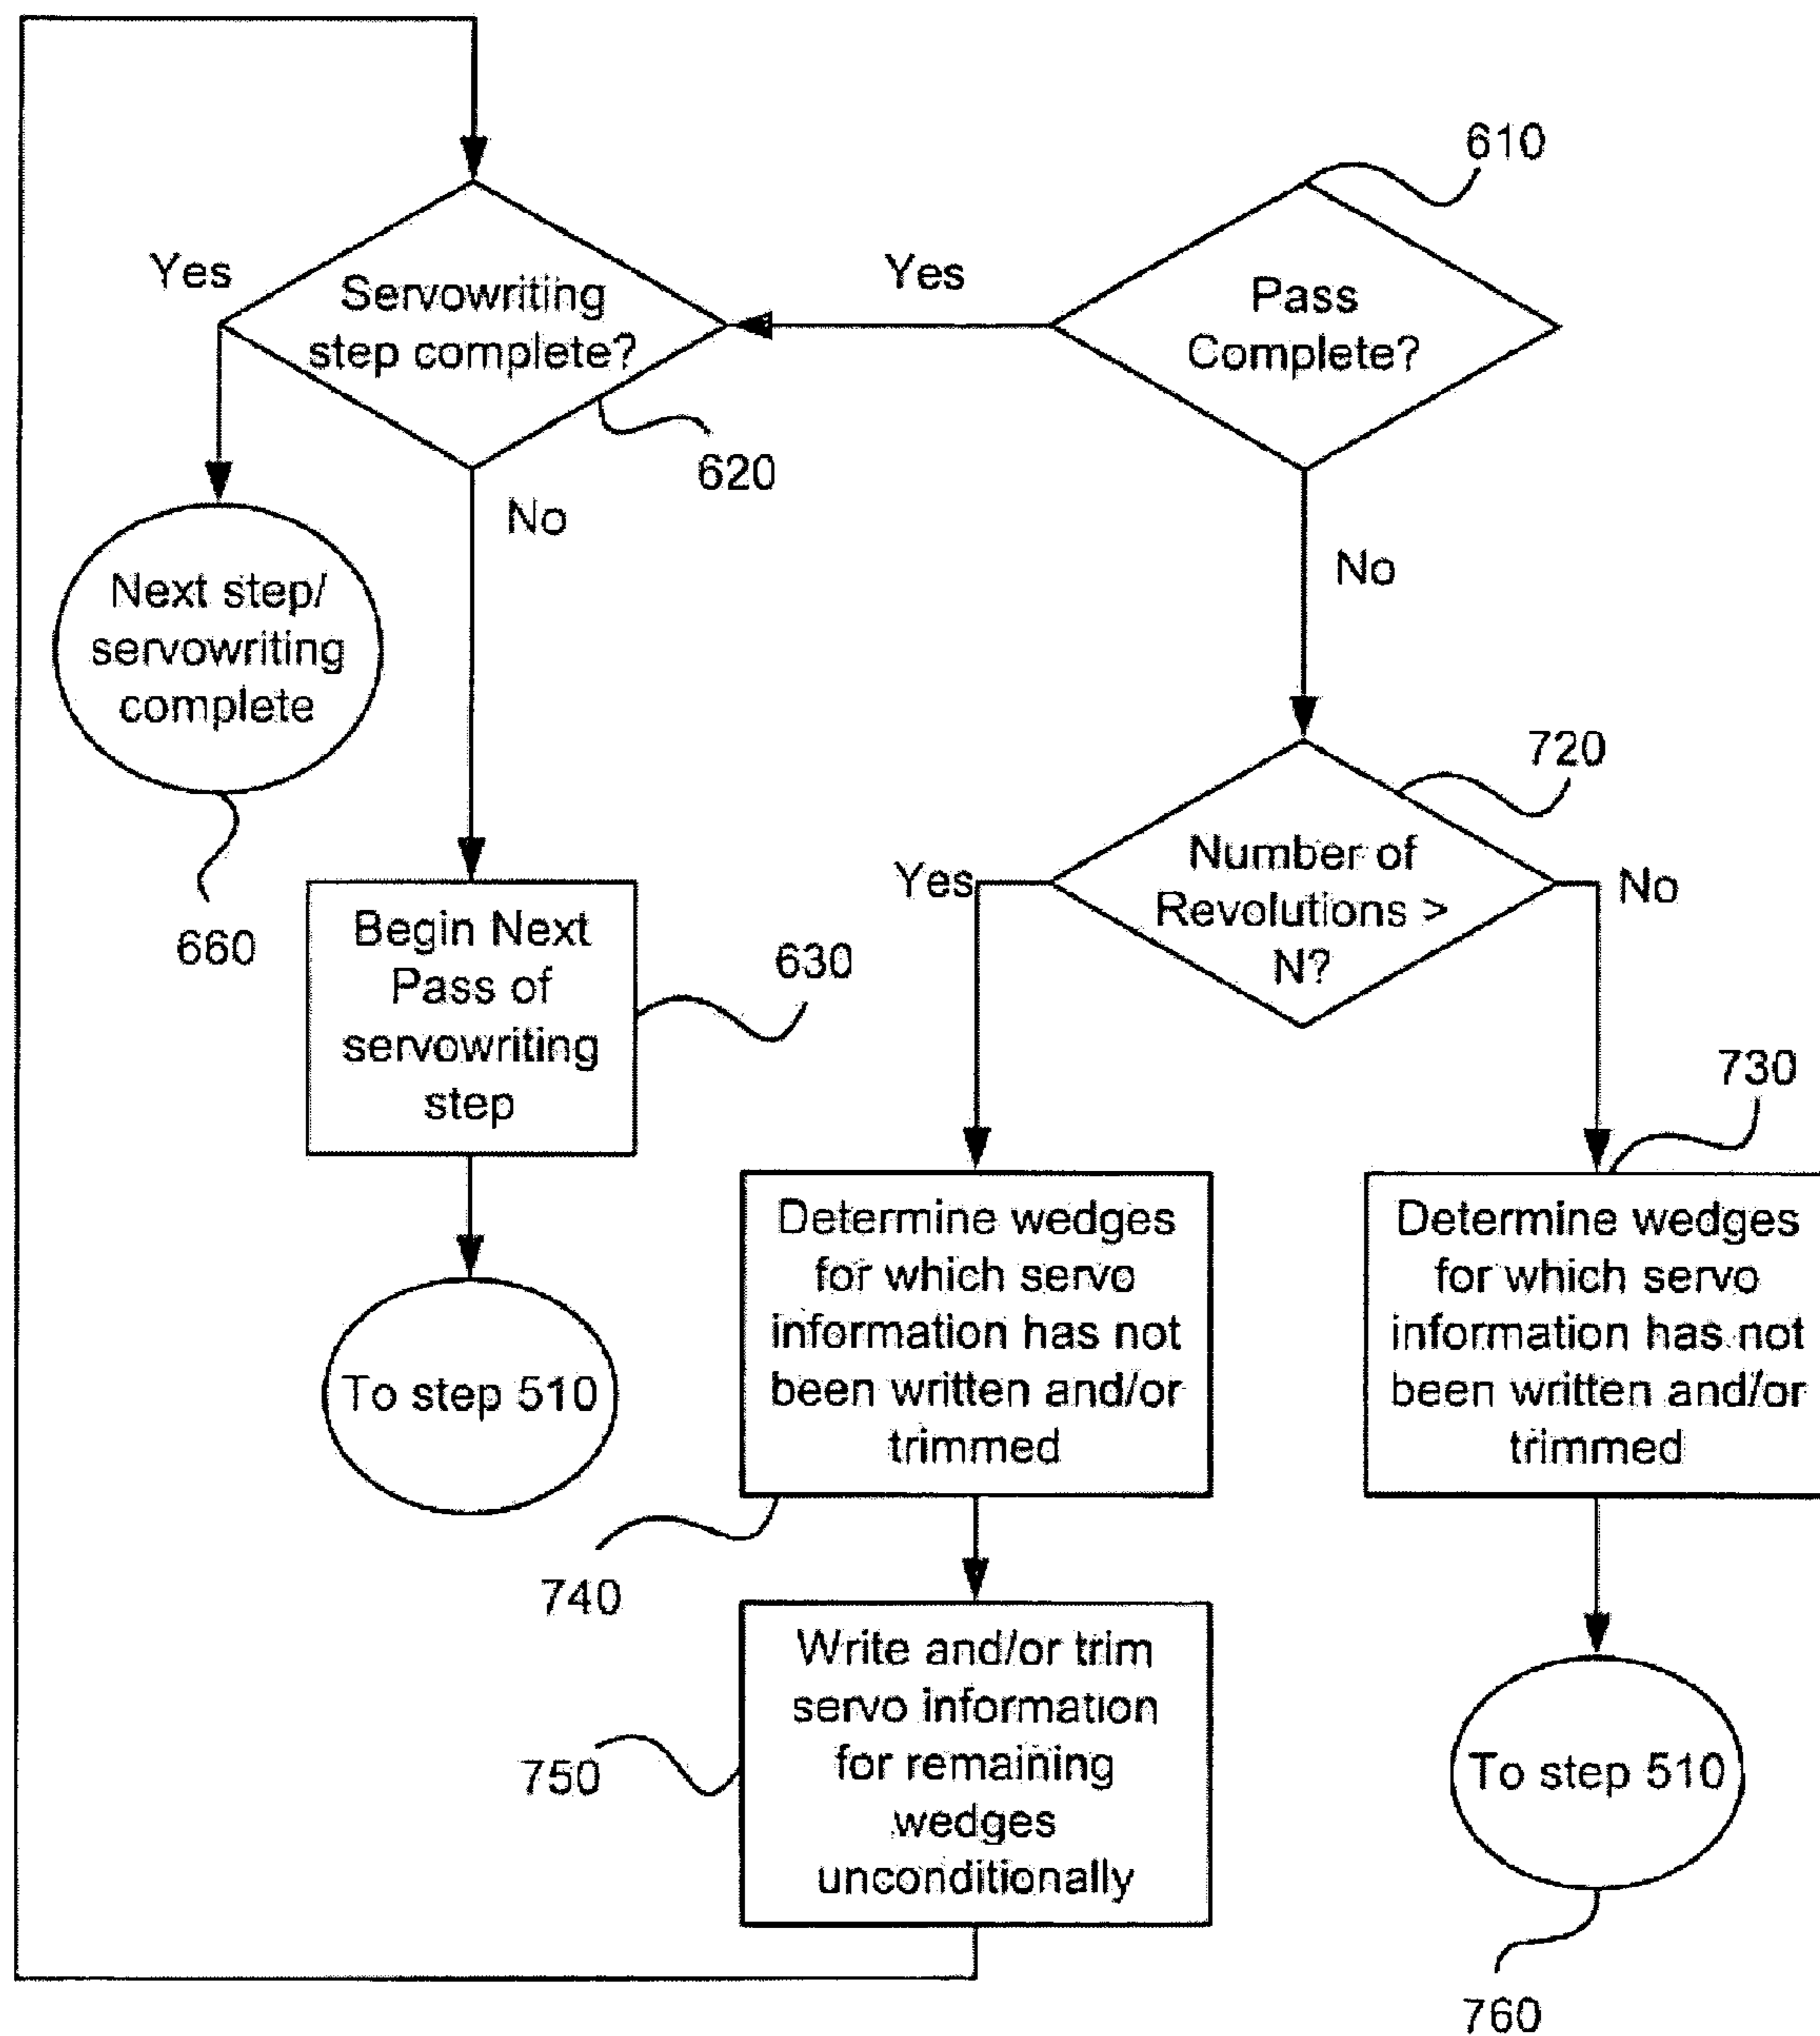 610
Yes
Servowriting
step complete?
Yes
Pass
Complete?
620
No
No
Next step/
servowriting
complete
660
720
Number of
Revolutions >
N?
Yes
No
Begin Next
Pass of
servowriting
step
630
730
Determine wedges
for which servo
information has not
been written and/or
trimmed
Determine wedges
for which servo
information has not
been written and/or
trimmed
To step 510
740
Write and/or trim
servo information
for remaining
wedges
unconditionally
750
To step 510
760